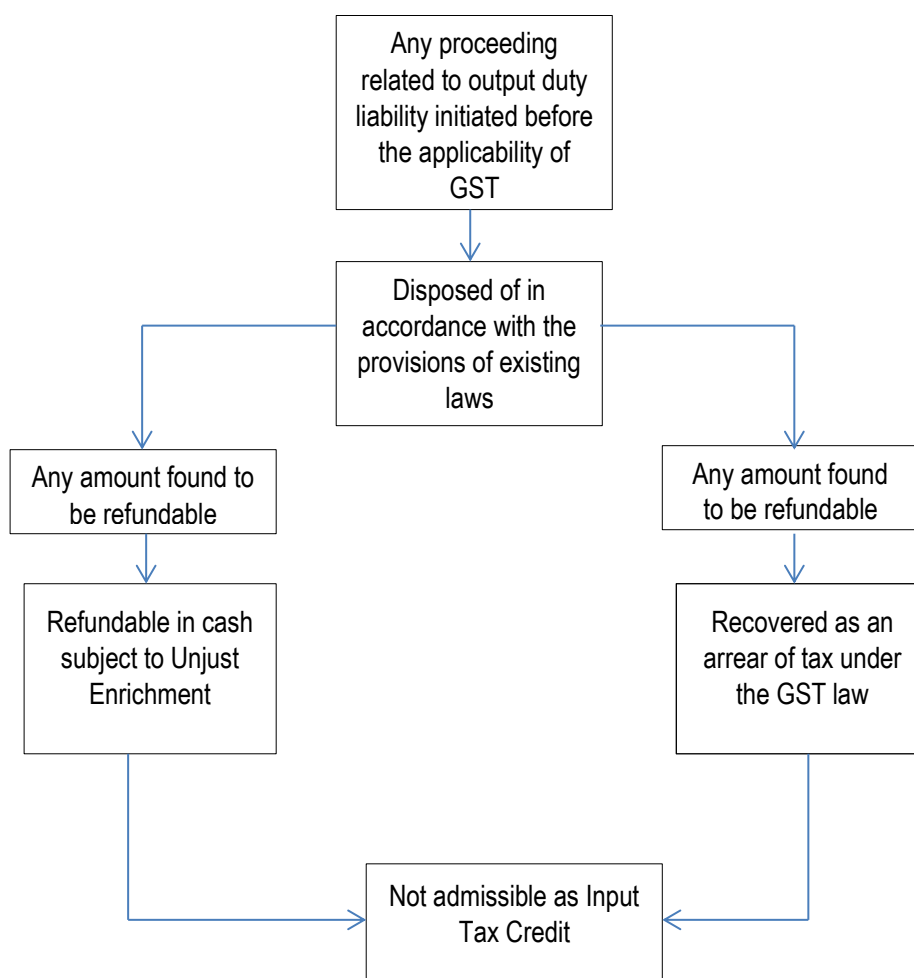 Any proceeding
related to output duty
liability initiated before
the applicability of
GST
Disposed of in
accordance with the
provisions of existing
laws
Any amount found to
be refundable
Any amount found
to be refundable
Refundable in cash
subject to Unjust
Enrichment
Recovered as an
arrear of tax under
the GST law
Not admissible as Input
Tax Credit